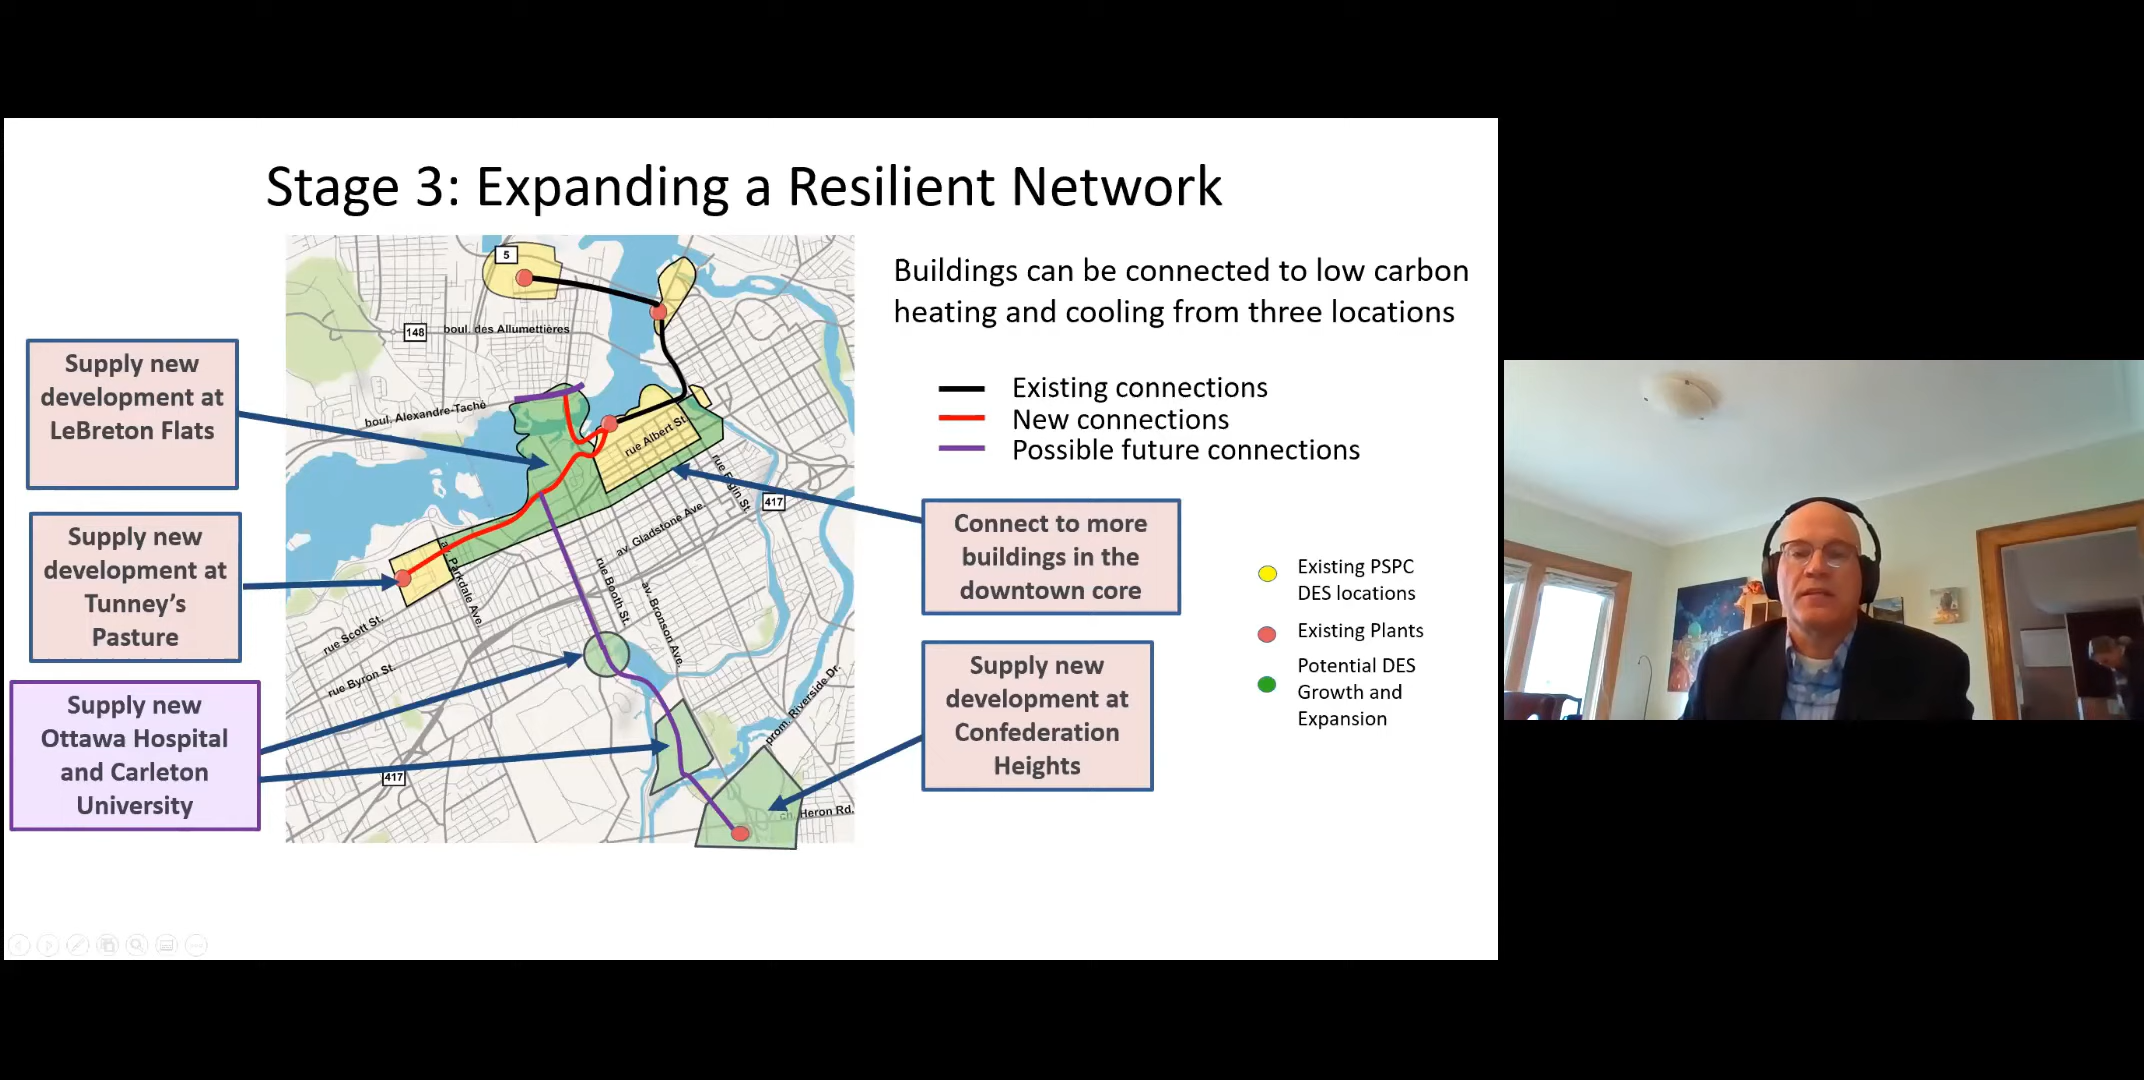 Stage 3: Expanding a Resilient Network
Buildings can be connected to low carbon
heating and cooling from three locations
Existing connections
New connections
Possible future connections
Existing PSPC
DES locations
Existing Plants
Potential DES
Growth and
Expansion
Supply new
development at
LeBreton Flats
Supply new
development at
Tunney's
Pasture
Supply new
Ottawa Hospital
and Carleton
University
Connect to more
buildings in the
downtown core
Supply new
development at
Confederation
Heights
5
148
boul. des Allumettières
boul. Alexandre-Taché
rue Albert St.
rue Elgin St.
417
av. Gladstone Ave.
av. Parkdale Ave.
rue Booth St.
av. Bronson Ave.
rue Scott St.
rue Byron St.
prom. Riverside Dr.
417
ch. Heron Rd.